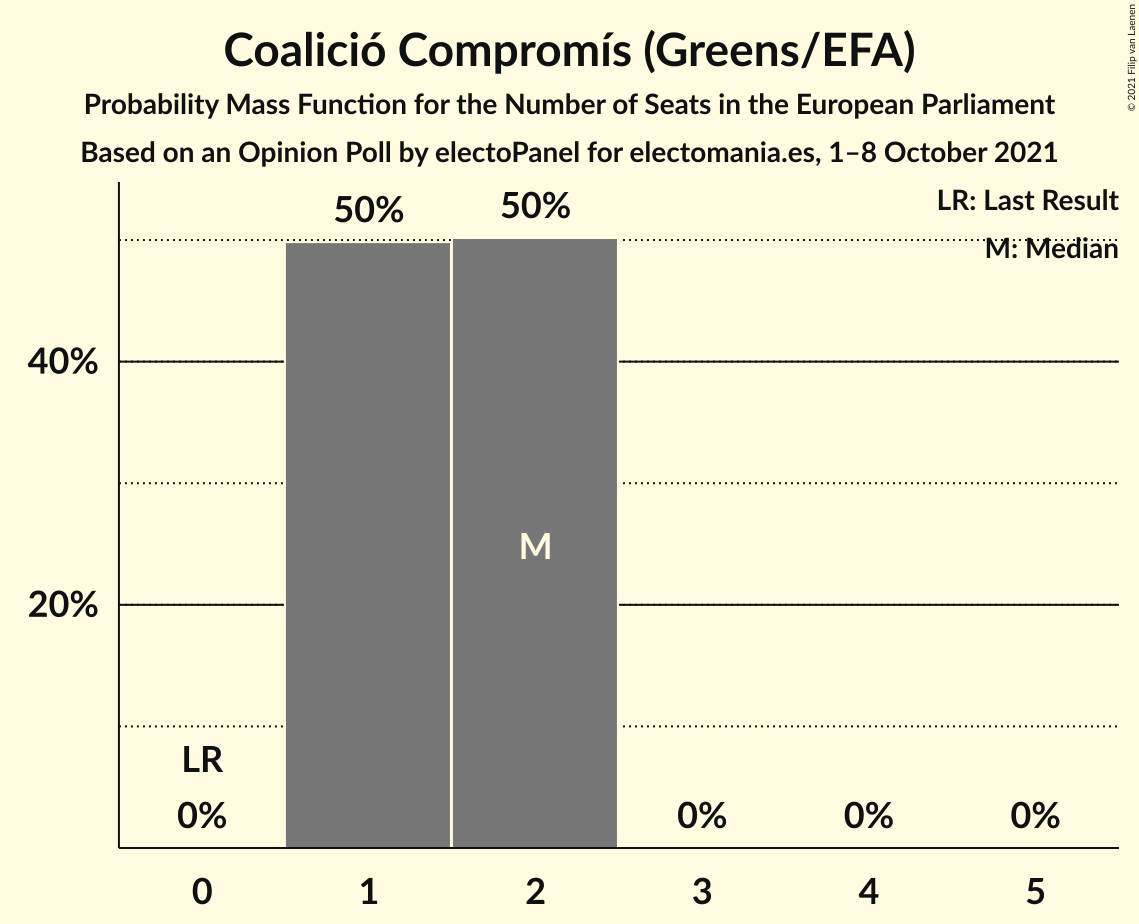 Coalició Compromís (Greens/EFA)
Probability Mass Function for the Number of Seats in the European Parliament
Based on an Opinion Poll by electoPanel for electomania.es, 1–8 October 2021
© 2021 Filip van Laenen
LR: Last Result
M: Median
50%
50%
40%
M
20%
LR
0%
0%
0%
0%
0
1
2
3
4
5